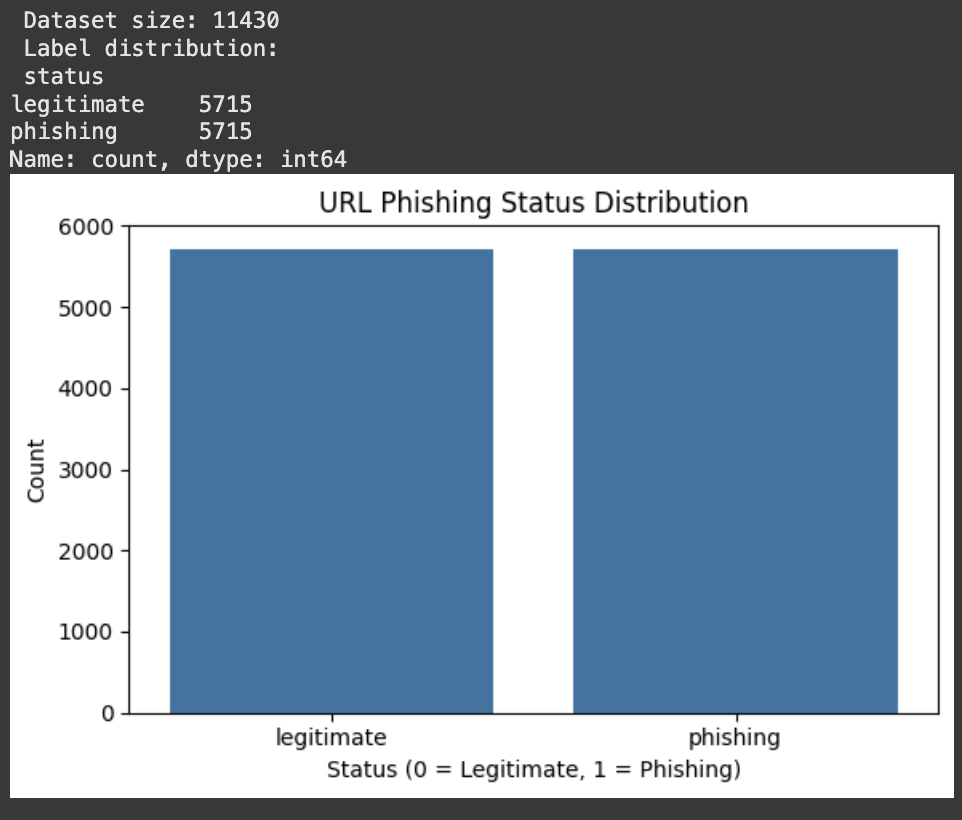 Dataset size: 11430
Label distribution:
status
legitimate    5715
phishing      5715
Name: count, dtype: int64
URL Phishing Status Distribution
6000
5000
4000
3000
2000
1000
0
Count
legitimate phishing
Status (0 = Legitimate, 1 = Phishing)